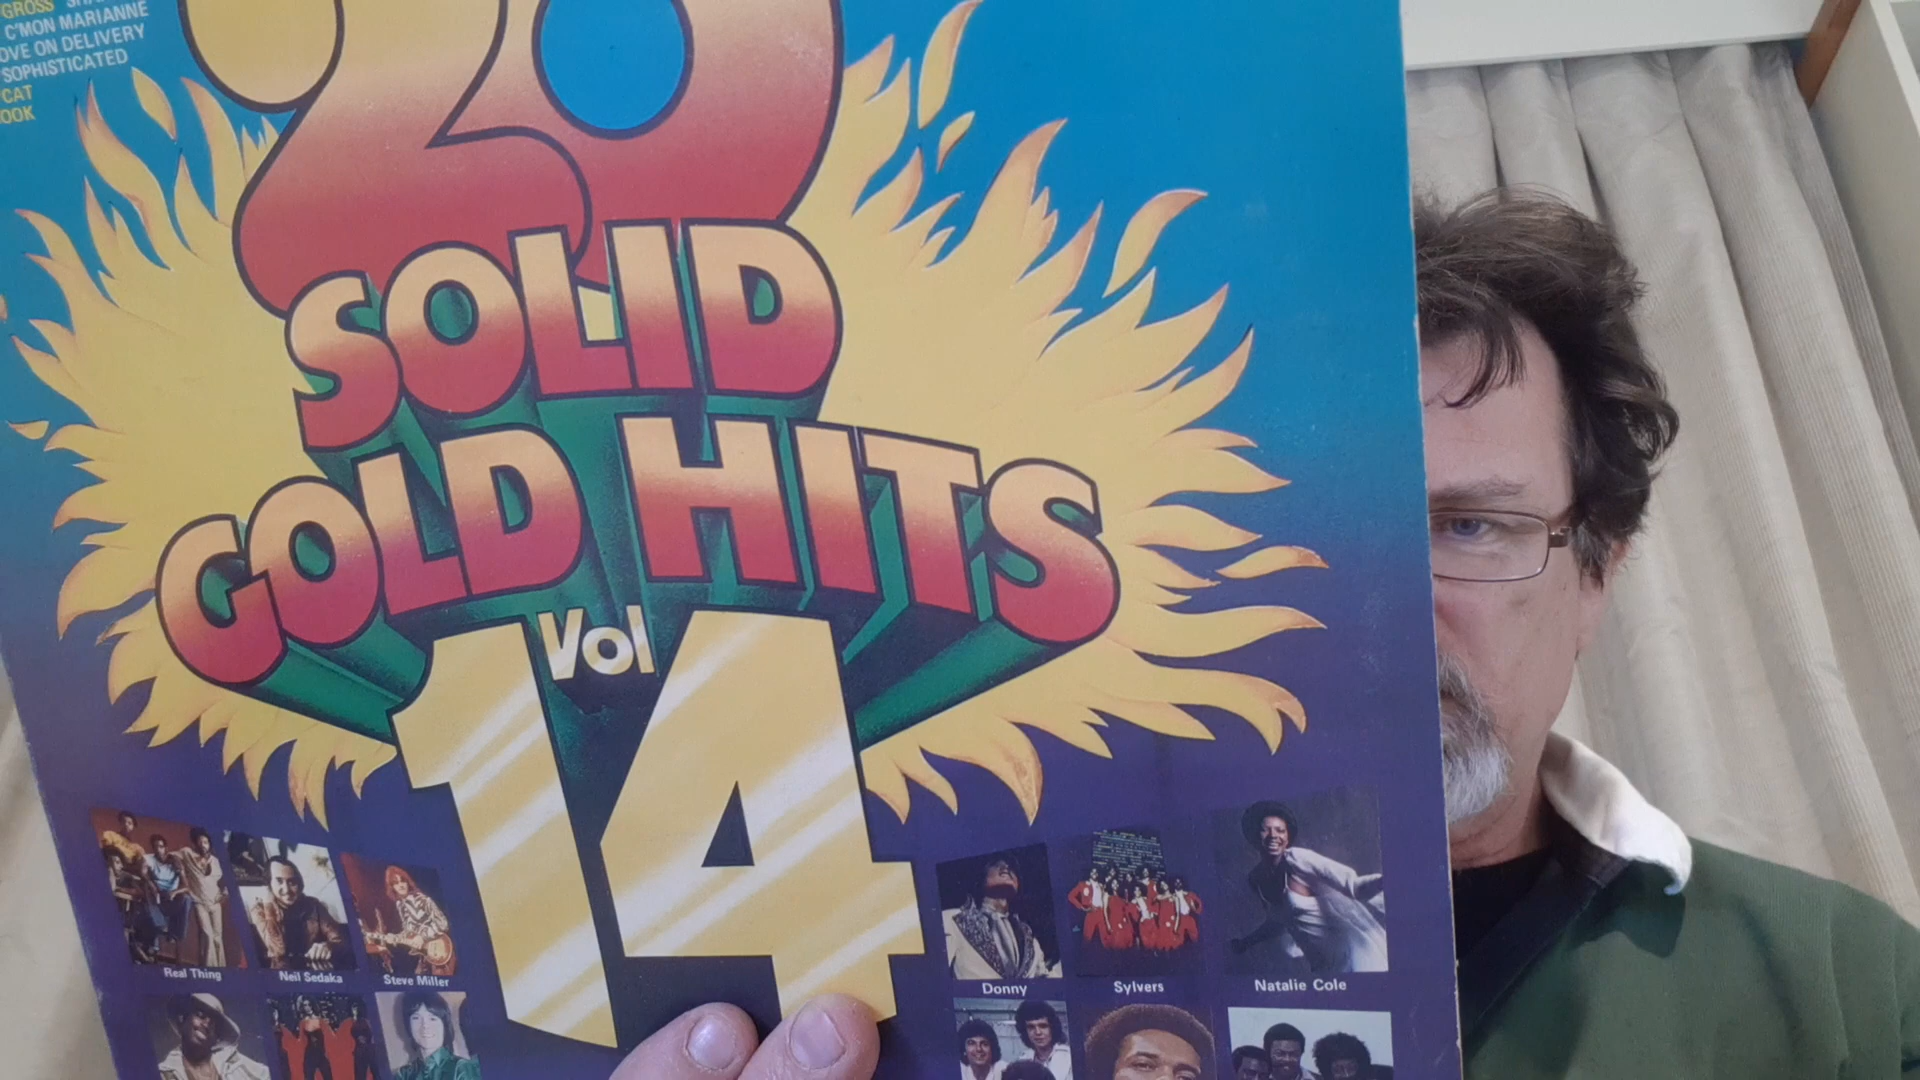 GROSS
C'MON MARIANNE
OVE ON DELIVERY
SOPHISTICATED
CAT
OOK
20
SOLID
GOLD HITS
Vol
14
Real Thing Neil Sedaka Steve Miller Donny Sylvers Natalie Cole